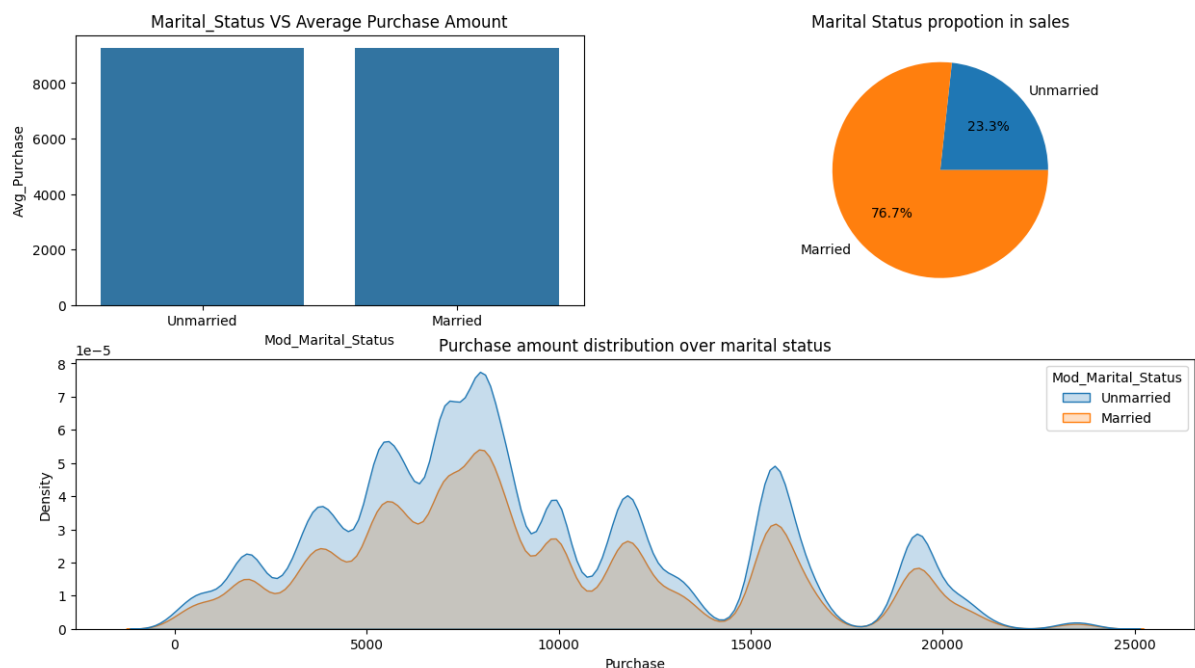 Marital_Status VS Average Purchase Amount
Avg_Purchase
8000
6000
4000
2000
0
Unmarried Married
Mod_Marital_Status
Marital Status propotion in sales
Unmarried
23.3%
76.7%
Married
Purchase amount distribution over marital status
1e−5
Density
8
7
6
5
4
3
2
1
0
Mod_Marital_Status
Unmarried
Married
0 5000 10000 15000 20000 25000
Purchase